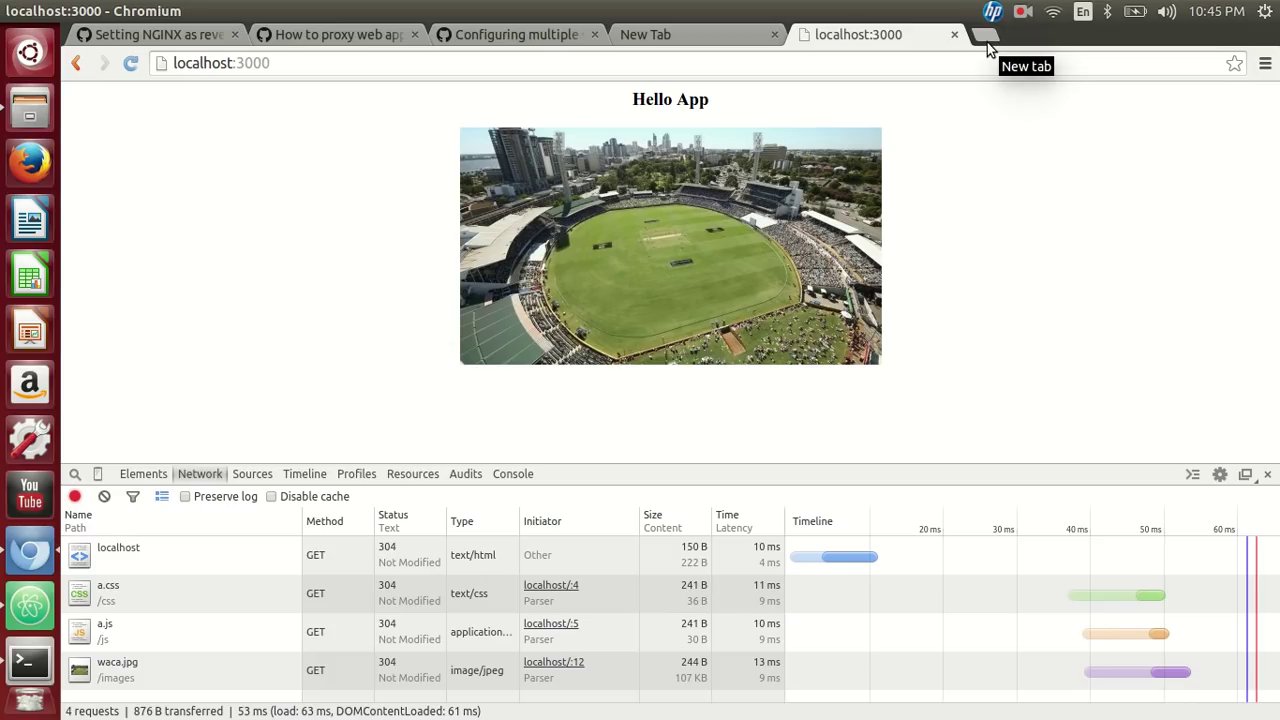 localhost:3000 - Chromium
En
10:45 PM
Setting NGINX as reve
How to proxy web app
Configuring multiple
New Tab
localhost:3000
localhost:3000
New tab
Hello App
You
Tube
Elements Network Sources Timeline Profiles Resources Audits Console
Preserve log Disable cache
Name Path Method Status Text Type Initiator Size Content Time Latency Timeline 20 ms 30 ms 40 ms 50 ms 60 ms
localhost GET 304 Not Modified text/html Other 150 B 222 B 10 ms 4 ms
a.css /css GET 304 Not Modified text/css localhost/:4 Parser 241 B 36 B 11 ms 9 ms
a.js /js GET 304 Not Modified application... localhost/:5 Parser 241 B 30 B 10 ms 9 ms
waca.jpg /images GET 304 Not Modified image/jpeg localhost/:12 Parser 244 B 107 KB 13 ms 9 ms
4 requests | 876 B transferred | 53 ms (load: 63 ms, DOMContentLoaded: 61 ms)